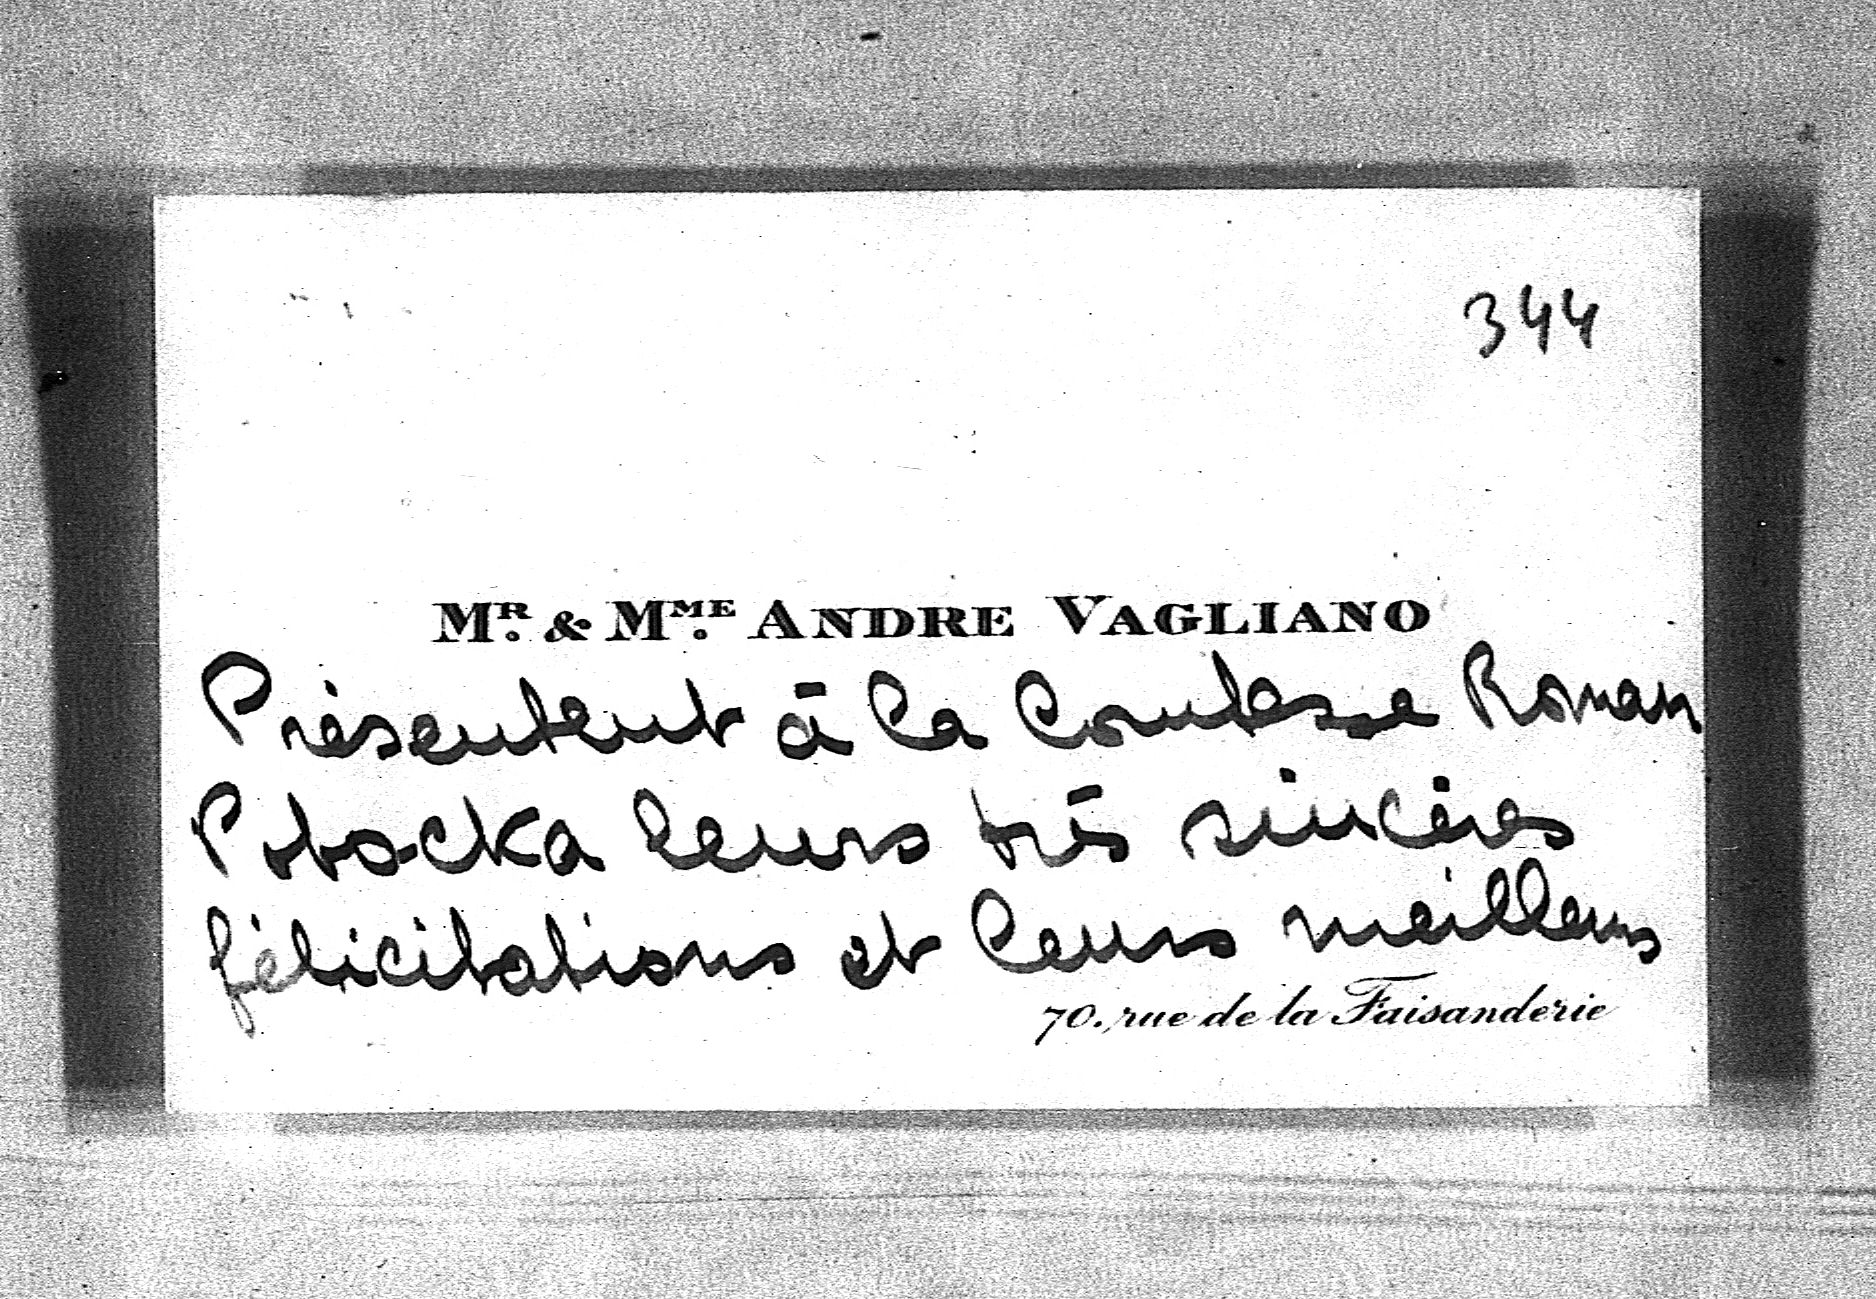 344
Mr. & Mme. Andre Vagliano
Présentent à la Comtesse Roman
Potocka leurs très sincères
félicitations et leurs meilleurs
70. rue de la Faisanderie